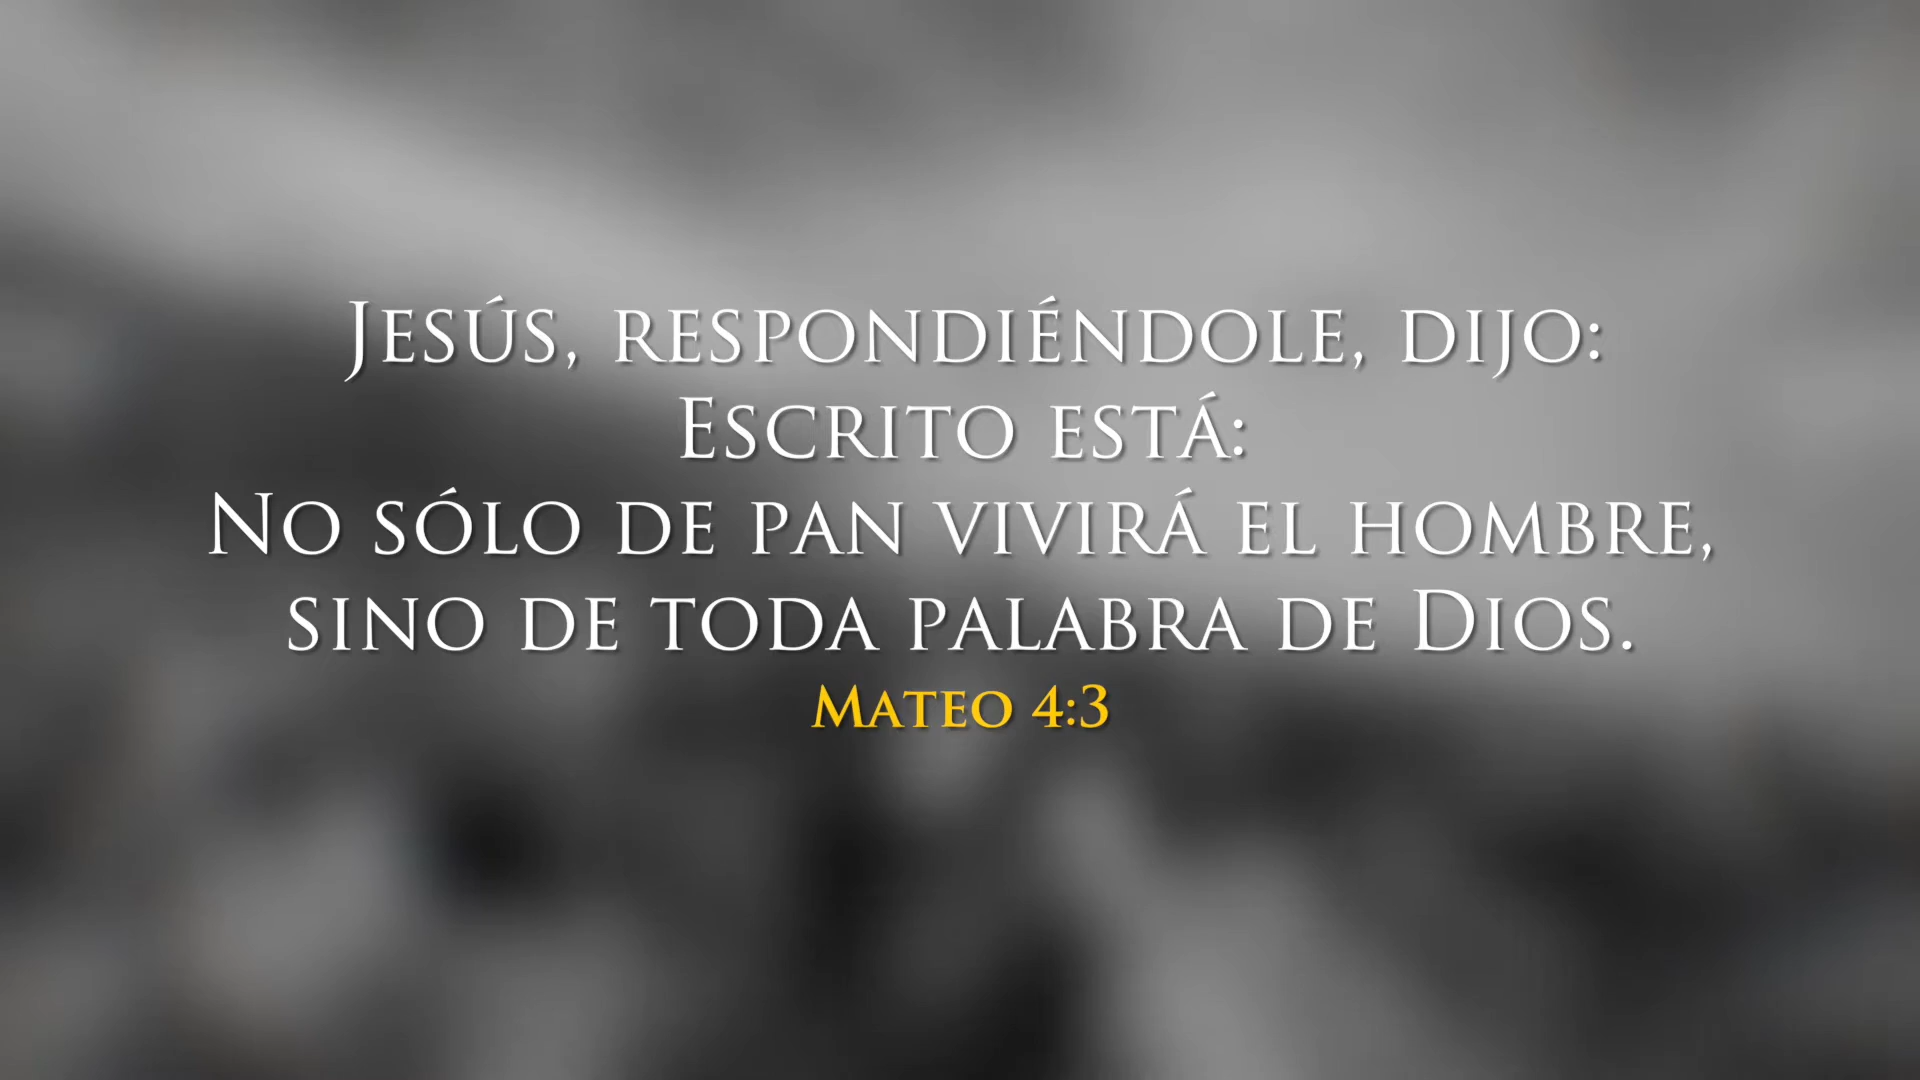 Jesús, respondiéndole, dijo:
Escrito está:
No sólo de pan vivirá el hombre,
sino de toda palabra de Dios.
Mateo 4:3